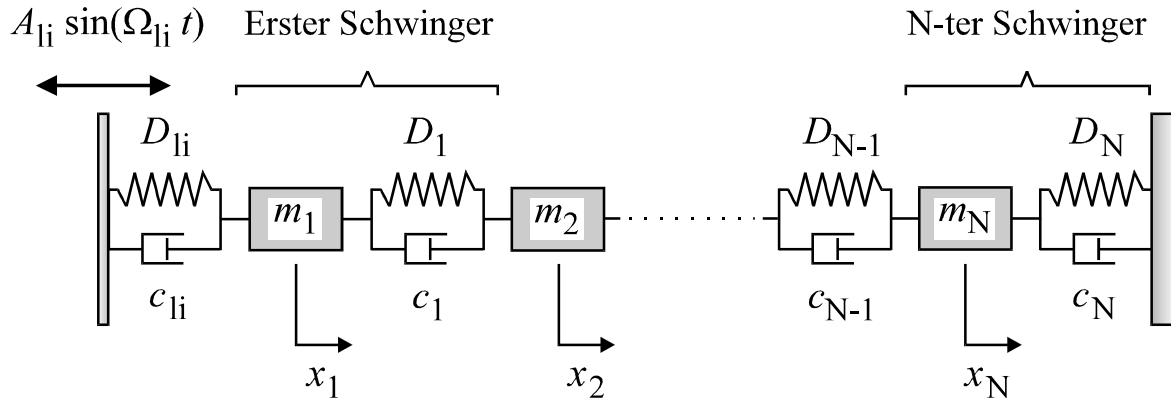 A_li sin(Ω_li t) Erster Schwinger N-ter Schwinger
D_li D_1 D_N-1 D_N
m_1 m_2 m_N
c_li c_1 c_N-1 c_N
x_1 x_2 x_N